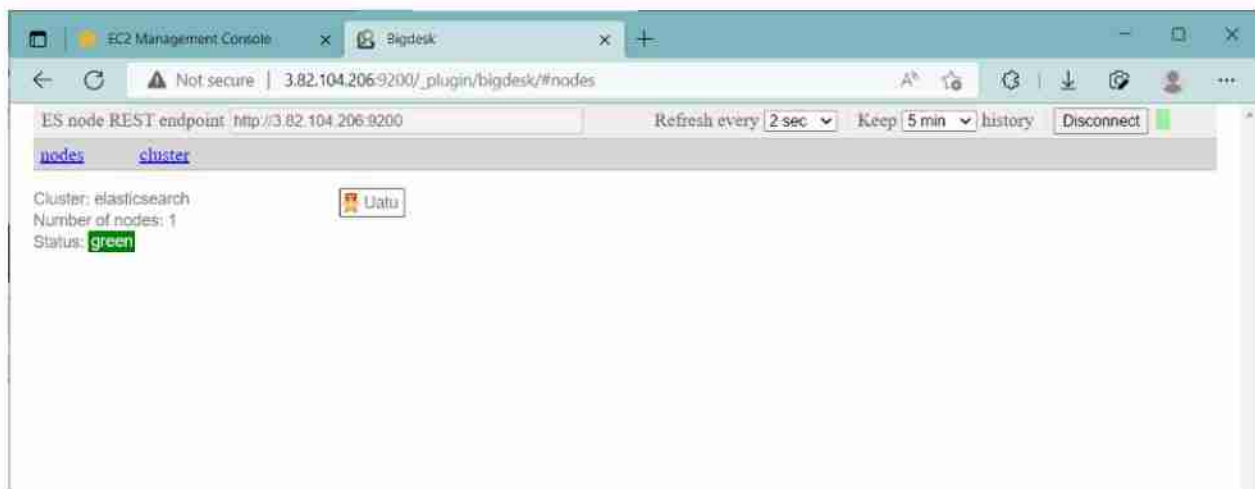 EC2 Management Console
Bigdesk
Not secure | 3.82.104.206:9200/_plugin/bigdesk/#nodes
ES node REST endpoint http://3.82.104.206:9200 Refresh every 2 sec Keep 5 min history Disconnect
nodes cluster
Cluster: elasticsearch
Uatu
Number of nodes: 1
Status: green